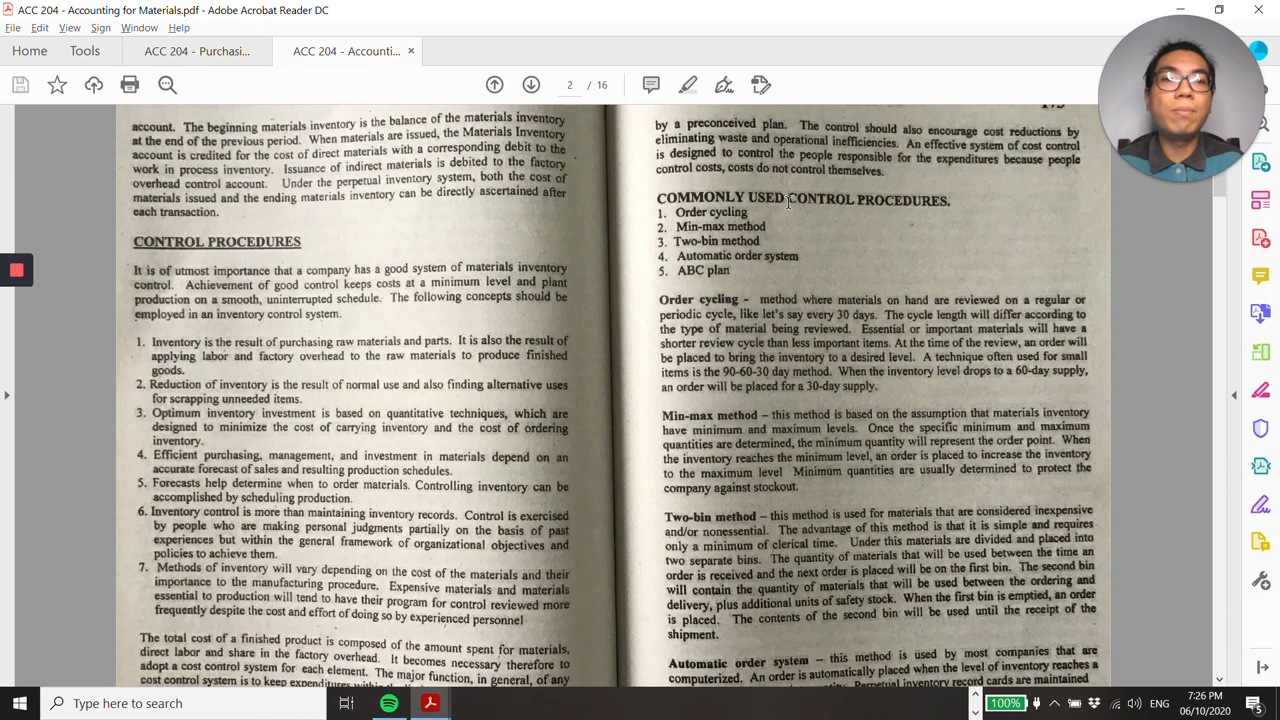 ACC 204 - Accounting for Materials.pdf - Adobe Acrobat Reader DC
File Edit View Sign Window Help
Home Tools ACC 204 - Purchasi... ACC 204 - Accounti... ×
2 / 16
account. The beginning materials inventory is the balance of the materials inventory
at the end of the previous period. When materials are issued, the Materials Inventory
account is credited for the cost of direct materials with a corresponding debit to the
work in process inventory. Issuance of indirect materials is debited to the factory
overhead control account. Under the perpetual inventory system, both the cost of
materials issued and the ending materials inventory can be directly ascertained after
each transaction.
CONTROL PROCEDURES
It is of utmost importance that a company has a good system of materials inventory
control. Achievement of good control keeps costs at a minimum level and plant
production on a smooth, uninterrupted schedule. The following concepts should be
employed in an inventory control system.
1. Inventory is the result of purchasing raw materials and parts. It is also the result of
applying labor and factory overhead to the raw materials to produce finished
goods.
2. Reduction of inventory is the result of normal use and also finding alternative uses
for scrapping unneeded items.
3. Optimum inventory investment is based on quantitative techniques, which are
designed to minimize the cost of carrying inventory and the cost of ordering
inventory.
4. Efficient purchasing, management, and investment in materials depend on an
accurate forecast of sales and resulting production schedules.
5. Forecasts help determine when to order materials. Controlling inventory can be
accomplished by scheduling production.
6. Inventory control is more than maintaining inventory records. Control is exercised
by people who are making personal judgments partially on the basis of past
experiences but within the general framework of organizational objectives and
policies to achieve them.
7. Methods of inventory will vary depending on the cost of the materials and their
importance to the manufacturing procedure. Expensive materials and materials
essential to production will tend to have their program for control reviewed more
frequently despite the cost and effort of doing so by experienced personnel
The total cost of a finished product is composed of the amount spent for materials,
direct labor and share in the factory overhead. It becomes necessary therefore to
adopt a cost control system for each element. The major function, in general, of any
cost control system is to keep expenditures within the
by a preconceived plan. The control should also encourage cost reductions by
eliminating waste and operational inefficiencies. An effective system of cost control
is designed to control the people responsible for the expenditures because people
control costs, costs do not control themselves.
COMMONLY USED CONTROL PROCEDURES.
1. Order cycling
2. Min-max method
3. Two-bin method
4. Automatic order system
5. ABC plan
Order cycling - method where materials on hand are reviewed on a regular or
periodic cycle, like let's say every 30 days. The cycle length will differ according to
the type of material being reviewed. Essential or important materials will have a
shorter review cycle than less important items. At the time of the review, an order will
be placed to bring the inventory to a desired level. A technique often used for small
items is the 90-60-30 day method. When the inventory level drops to a 60-day supply,
an order will be placed for a 30-day supply.
Min-max method – this method is based on the assumption that materials inventory
have minimum and maximum levels. Once the specific minimum and maximum
quantities are determined, the minimum quantity will represent the order point. When
the inventory reaches the minimum level, an order is placed to increase the inventory
to the maximum level Minimum quantities are usually determined to protect the
company against stockout.
Two-bin method – this method is used for materials that are considered inexpensive
and/or nonessential. The advantage of this method is that it is simple and requires
only a minimum of clerical time. Under this materials are divided and placed into
two separate bins. The quantity of materials that will be used between the time an
order is received and the next order is placed will be on the first bin. The second bin
will contain the quantity of materials that will be used between the ordering and
delivery, plus additional units of safety stock. When the first bin is emptied, an order
is placed. The contents of the second bin will be used until the receipt of the
shipment.
Automatic order system – this method is used by most companies that are
computerized. An order is automatically placed when the level of inventory reaches a
Perpetual inventory record cards are maintained
Type here to search
100% ENG 7:26 PM
06/10/2020
5